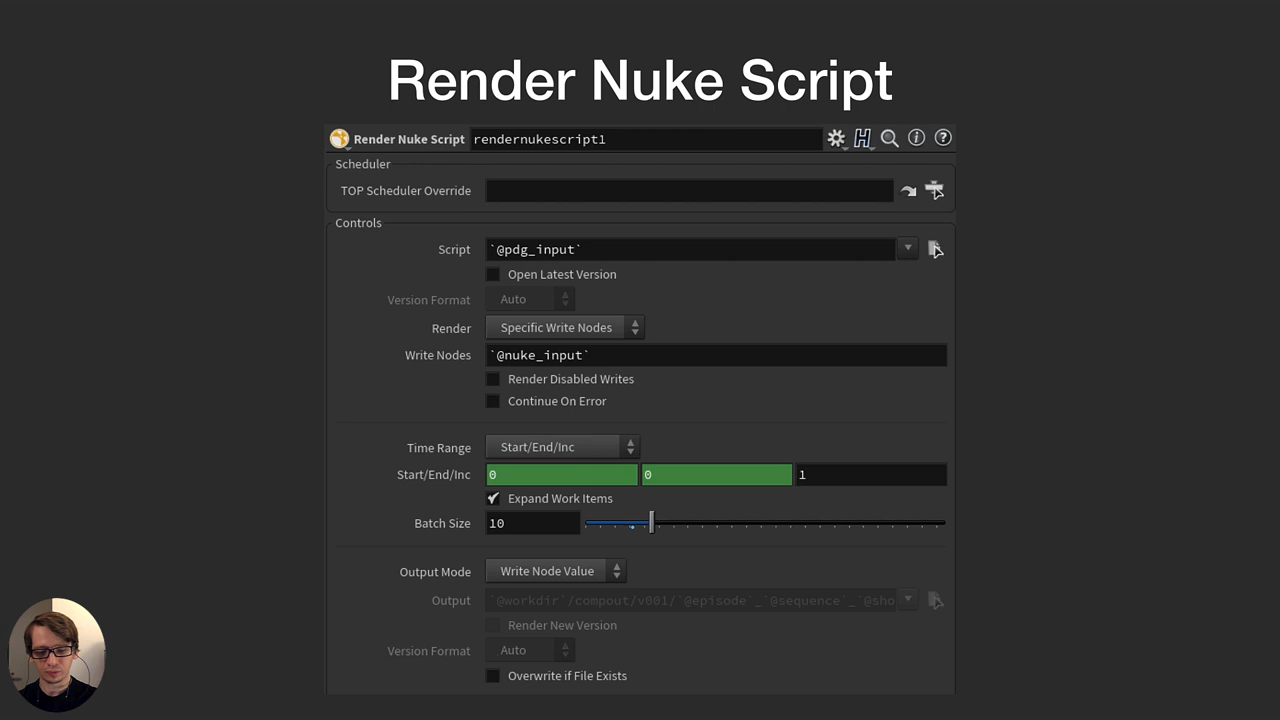 Render Nuke Script
Render Nuke Script rendernukescript1
Scheduler
TOP Scheduler Override
Controls
Script `@pdg_input`
Open Latest Version
Version Format Auto
Render Specific Write Nodes
Write Nodes `@nuke_input`
Render Disabled Writes
Continue On Error
Time Range Start/End/Inc
Start/End/Inc 0 0 1
Expand Work Items
Batch Size 10
Output Mode Write Node Value
Output `@workdir`/compout/v001/`@episode`_`@sequence`_`@sho
Render New Version
Version Format Auto
Overwrite if File Exists